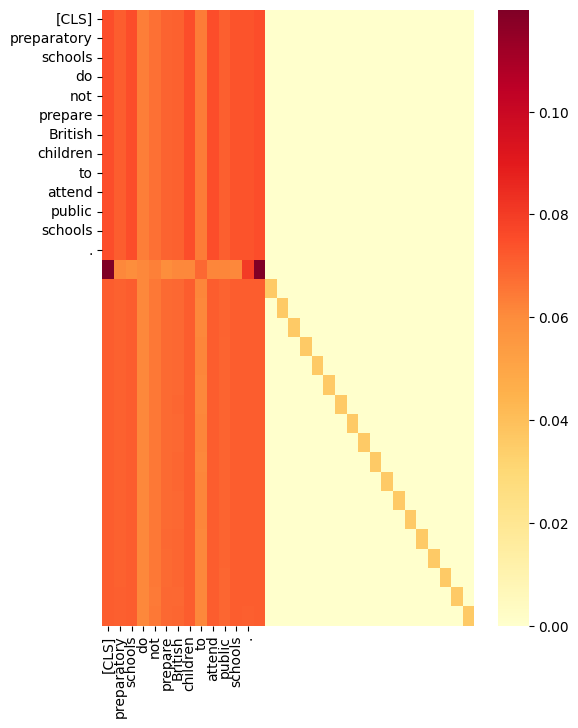 [CLS]
preparatory
schools
do
not
prepare
British
children
to
attend
public
schools
.
0.10
0.08
0.06
0.04
0.02
0.00
[CLS]
preparatory
schools
do
not
prepare
British
children
to
attend
public
schools
.